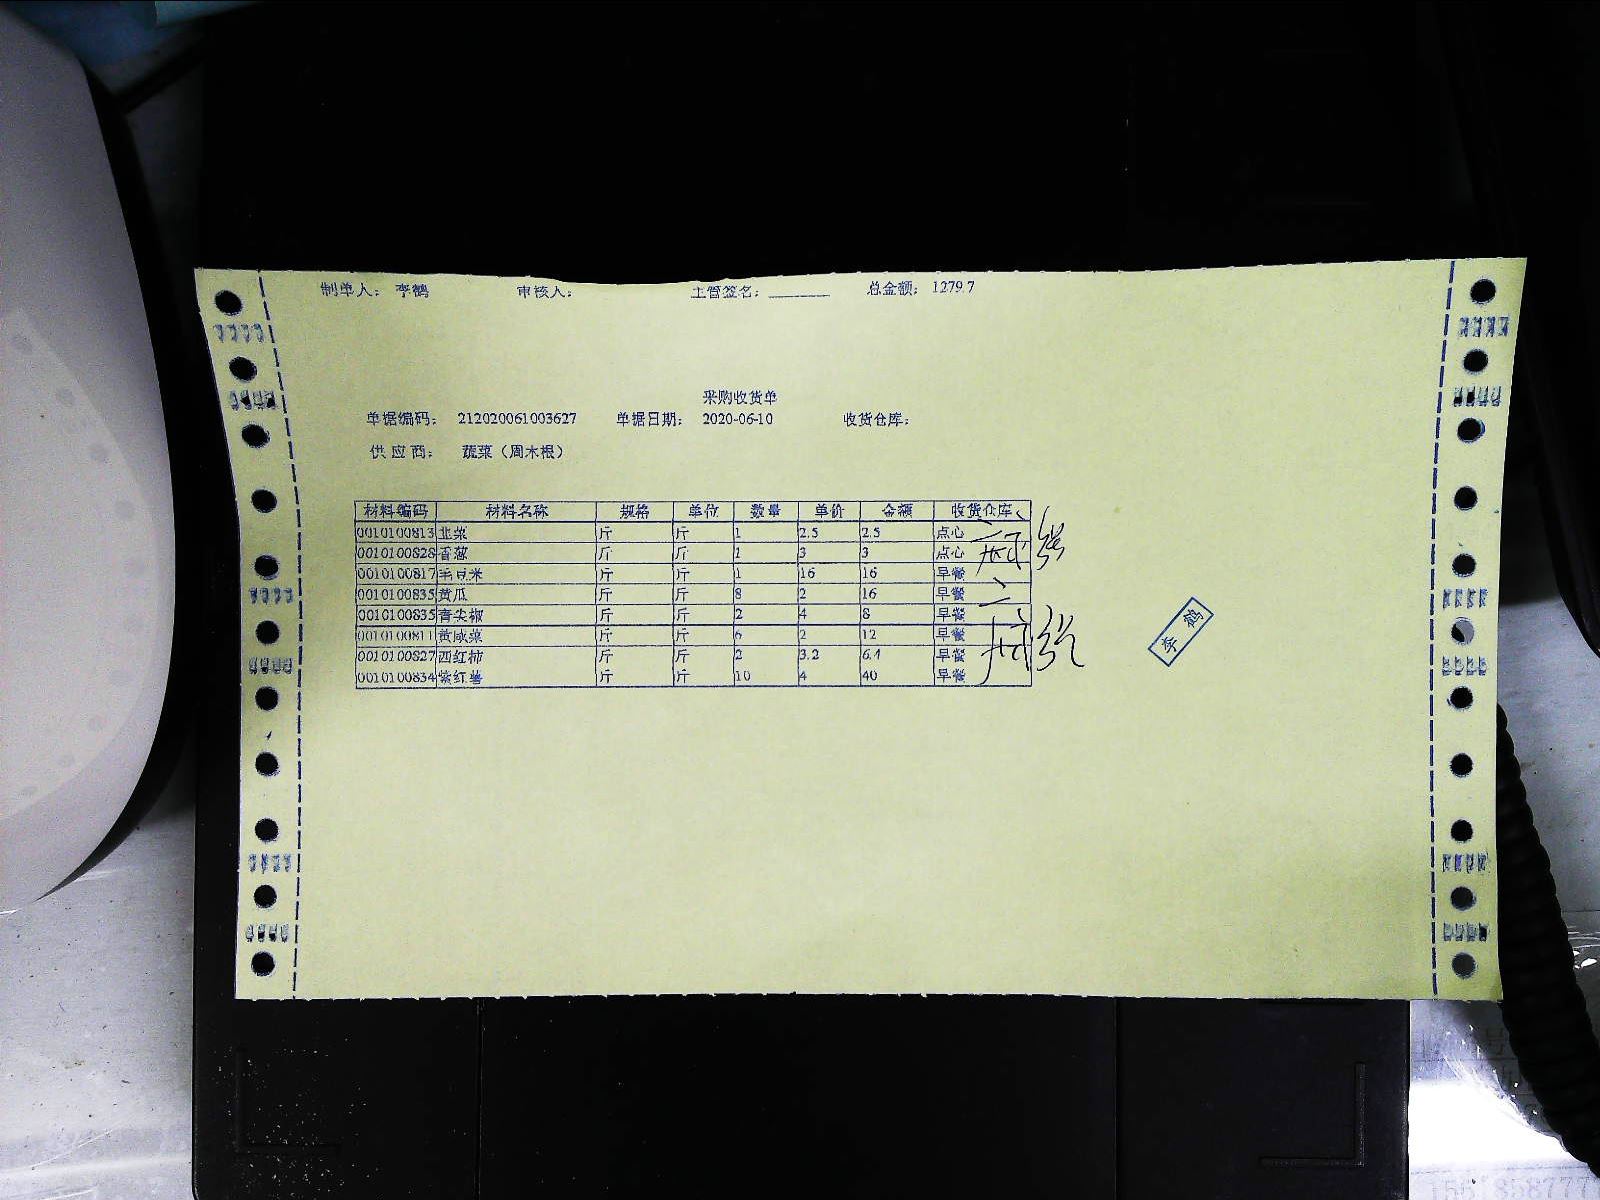 制单人： 李鹤 审核人： 主管签名：________ 总金额： 1279.7
采购收货单
单据编码： 212020061003627 单据日期： 2020-06-10 收货仓库：
供应商： 蔬菜（周木根）
材料编码 材料名称 规格 单位 数量 单价 金额 收货仓库
0010100813 韭菜 斤 斤 1 2.5 2.5 点心
0010100828 香葱 斤 斤 1 3 3 点心
0010100817 毛豆米 斤 斤 1 16 16 早餐
0010100835 黄瓜 斤 斤 8 2 16 早餐
0010100835 青尖椒 斤 斤 2 4 8 早餐
0010100811 黄咸菜 斤 斤 6 2 12 早餐
0010100827 西红柿 斤 斤 2 3.2 6.4 早餐
0010100834 紫红薯 斤 斤 10 4 40 早餐
李鹤